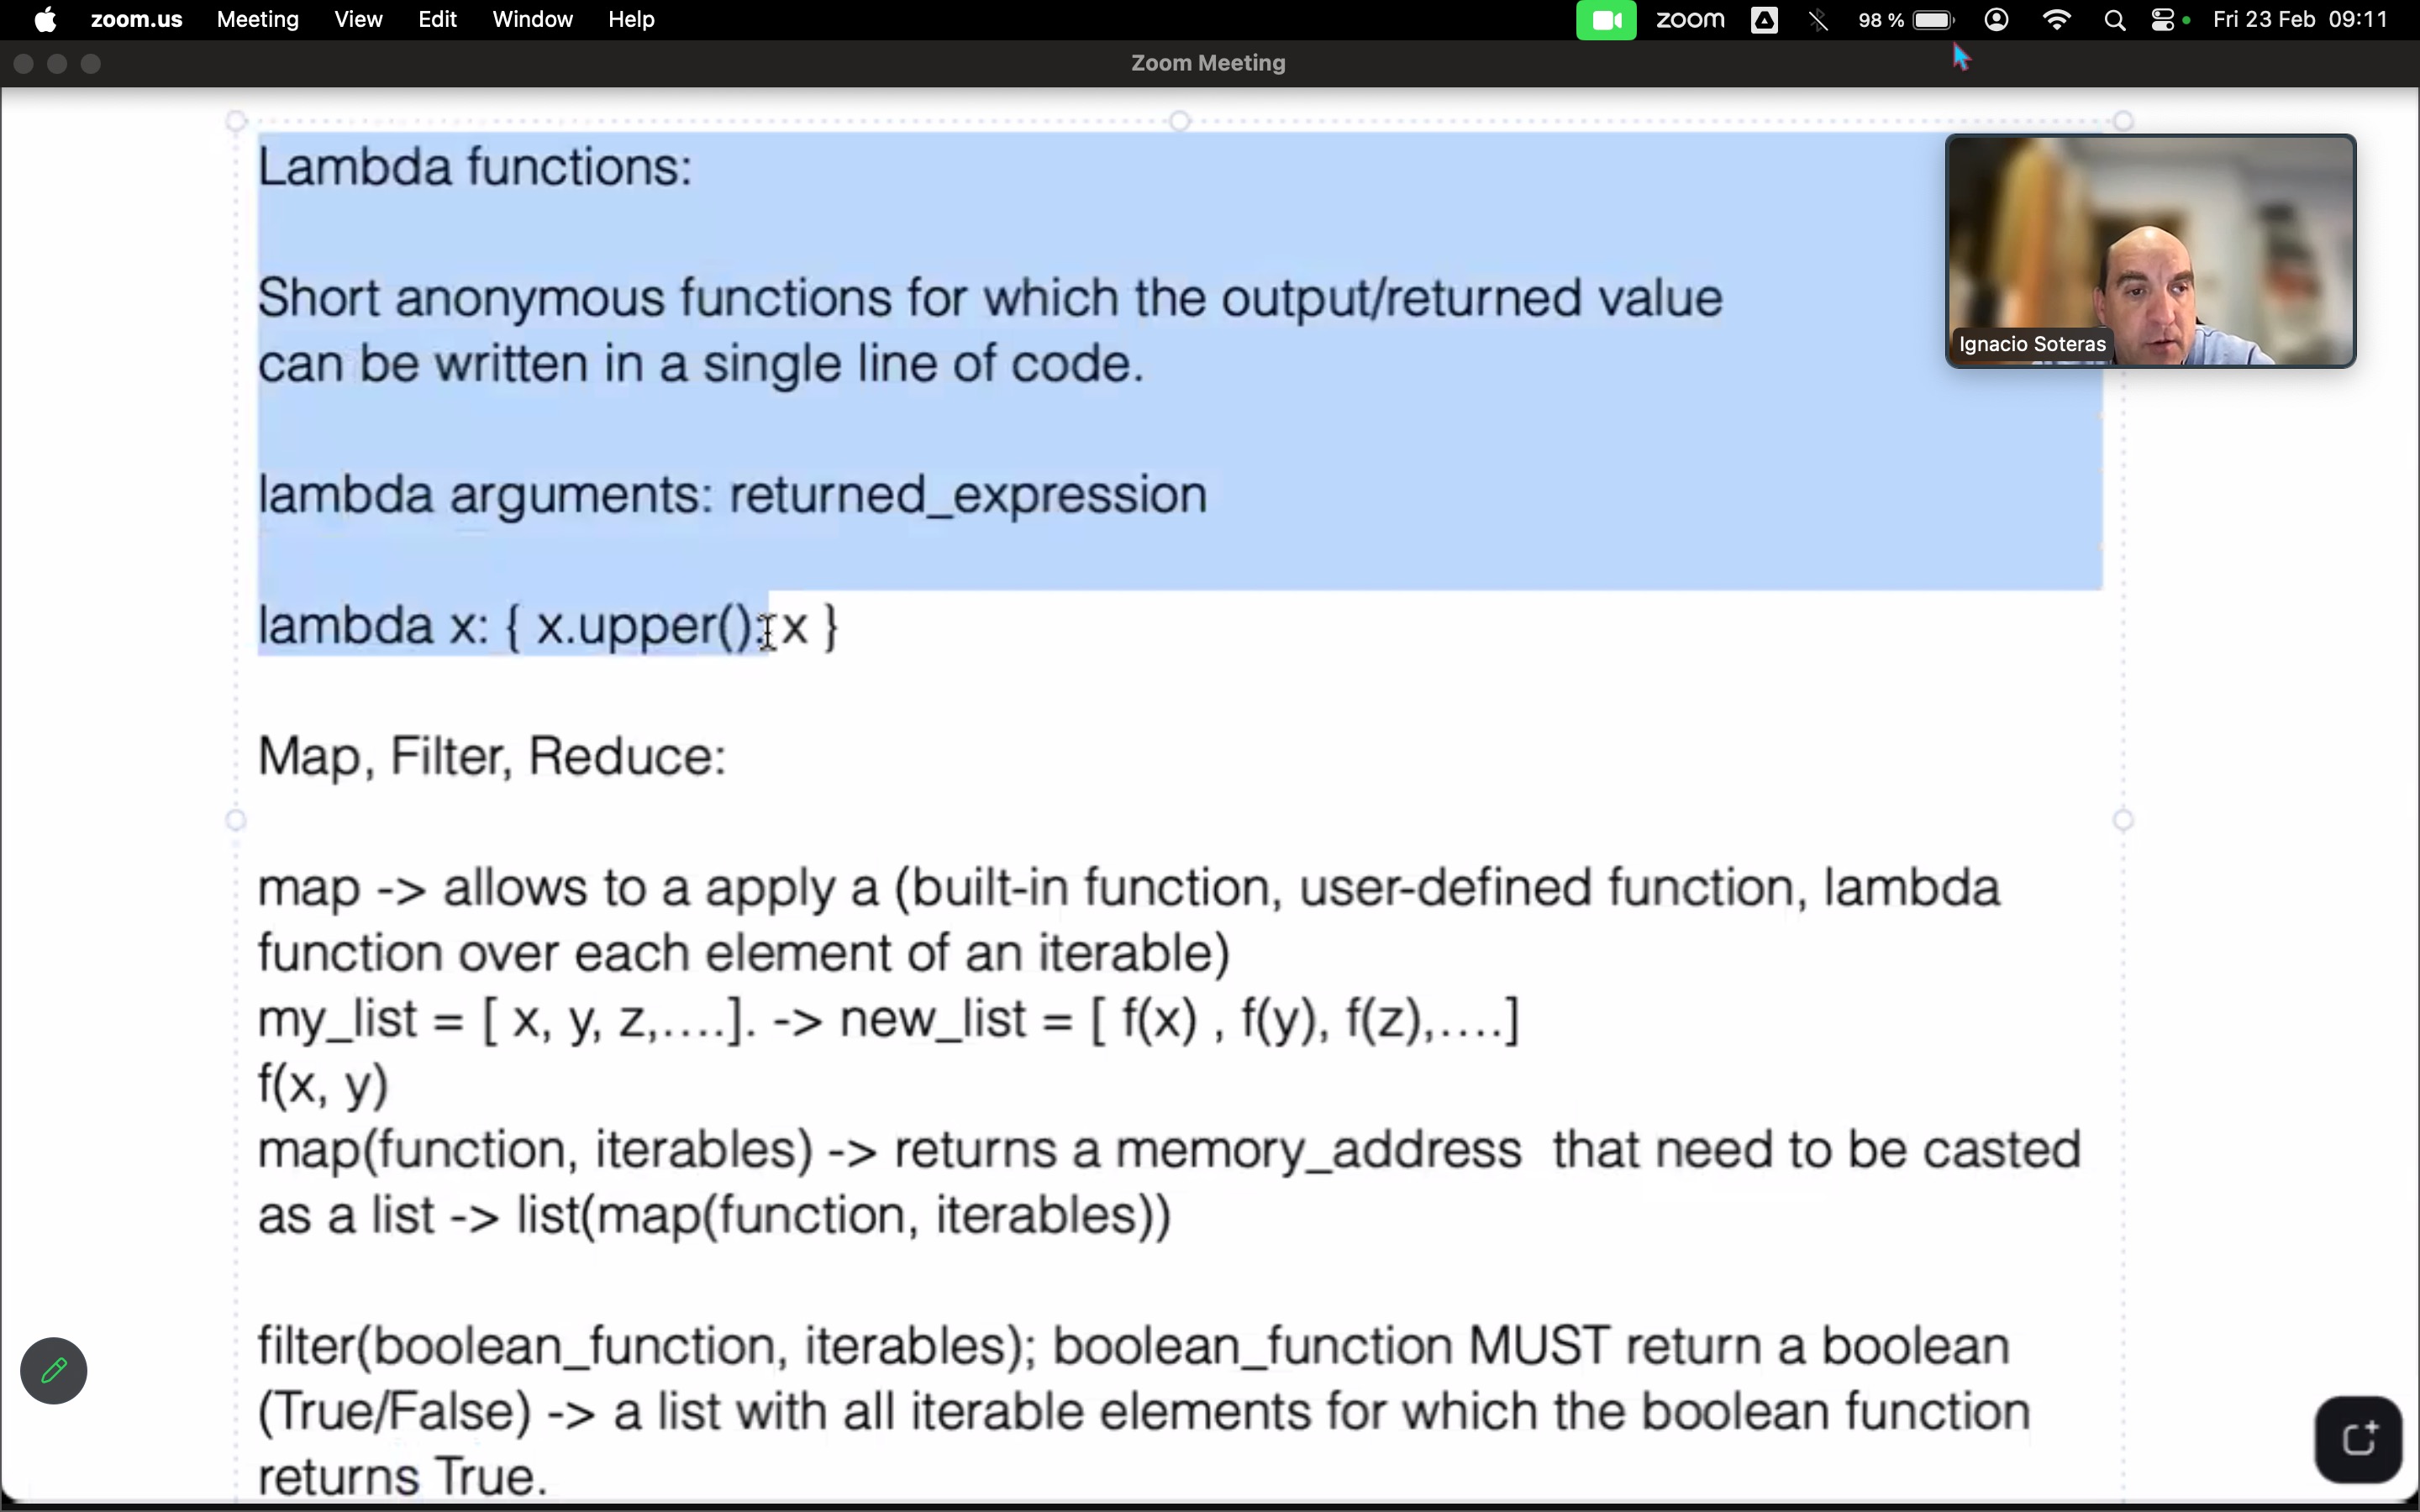 zoom.us Meeting View Edit Window Help zoom 98 % Fri 23 Feb 09:11
Zoom Meeting
Lambda functions:
Ignacio Soteras
Short anonymous functions for which the output/returned value
can be written in a single line of code.
lambda arguments: returned_expression
lambda x: { x.upper(): x }
Map, Filter, Reduce:
map -> allows to a apply a (built-in function, user-defined function, lambda
function over each element of an iterable)
my_list = [ x, y, z,....]. -> new_list = [ f(x) , f(y), f(z),....]
f(x, y)
map(function, iterables) -> returns a memory_address  that need to be casted
as a list -> list(map(function, iterables))
filter(boolean_function, iterables); boolean_function MUST return a boolean
(True/False) -> a list with all iterable elements for which the boolean function
returns True.